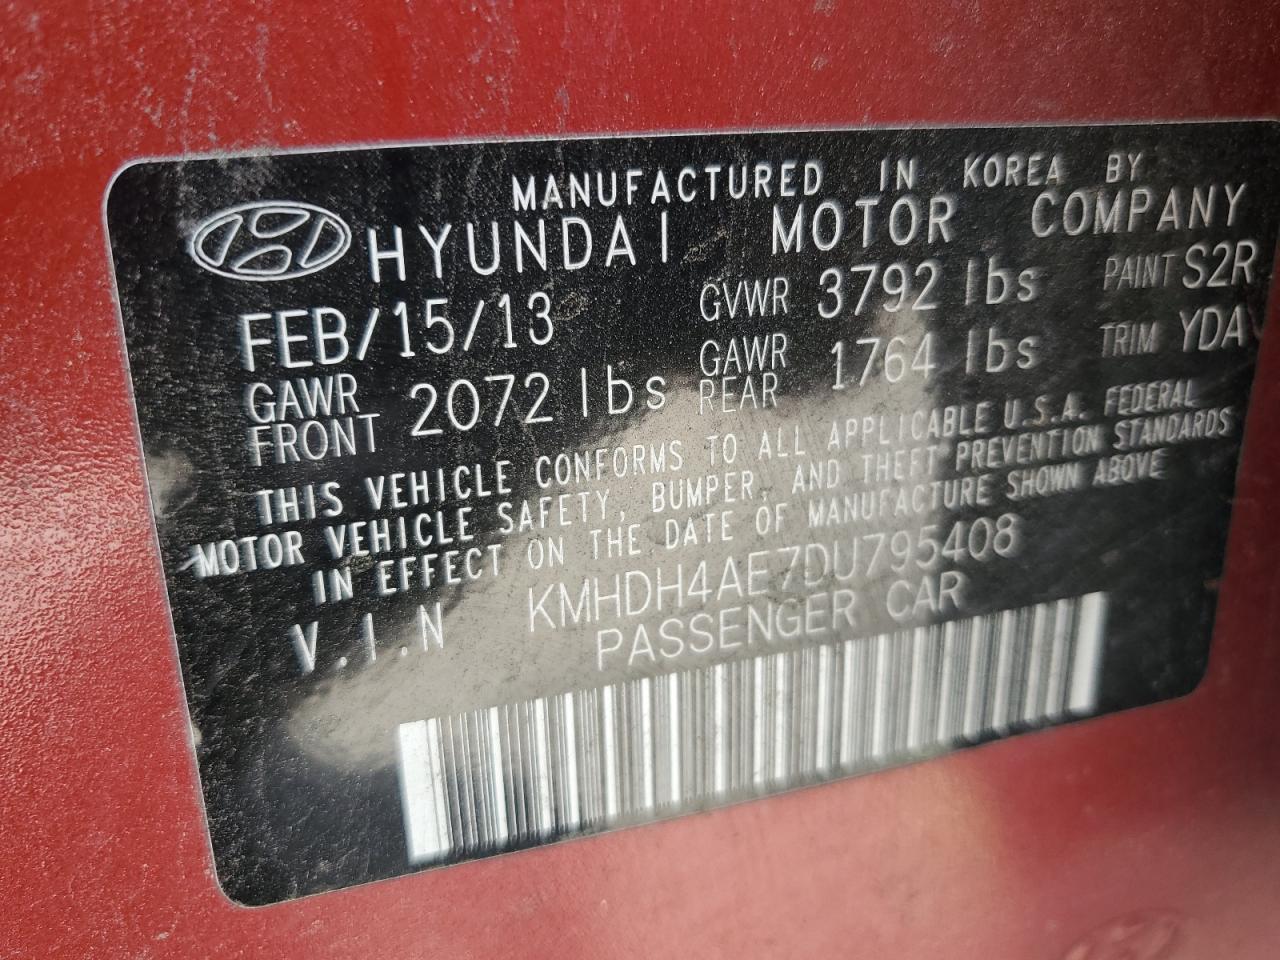 MANUFACTURED IN KOREA BY
HYUNDAI MOTOR COMPANY
FEB/15/13 GVWR 3792 lbs PAINT S2R
GAWR FRONT 2072 lbs GAWR REAR 1764 lbs TRIM YDA
THIS VEHICLE CONFORMS TO ALL APPLICABLE U.S.A. FEDERAL
MOTOR VEHICLE SAFETY, BUMPER, AND THEFT PREVENTION STANDARDS
IN EFFECT ON THE DATE OF MANUFACTURE SHOWN ABOVE
V.I.N KMHDH4AE7DU795408
PASSENGER CAR